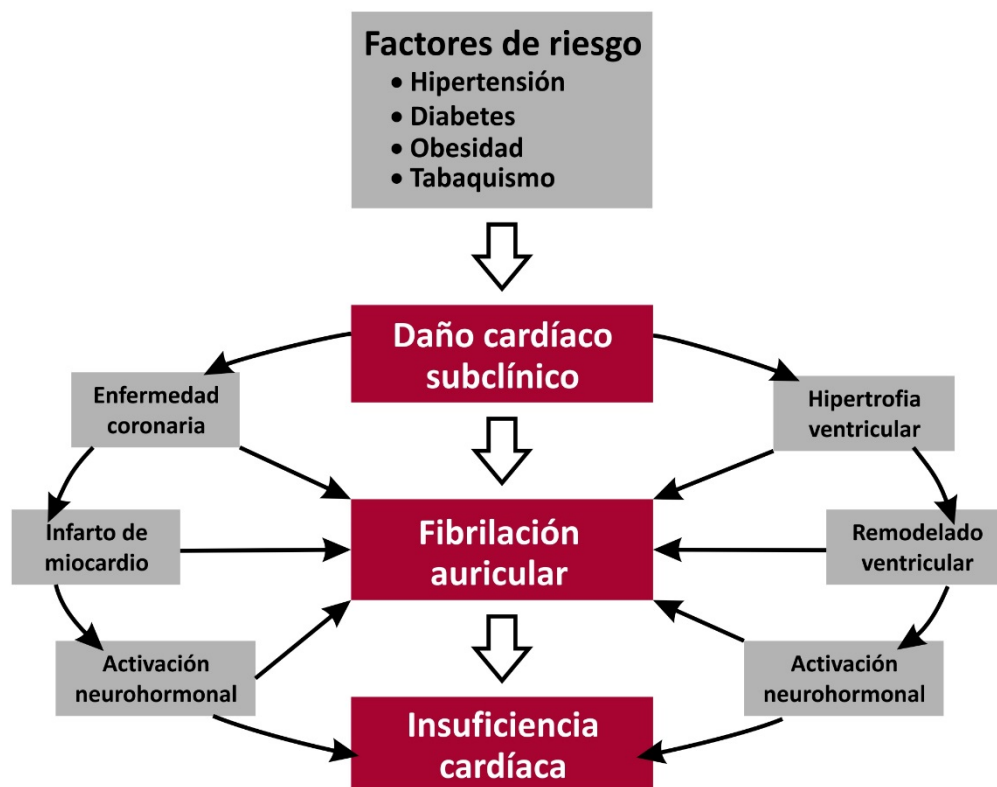 Factores de riesgo
• Hipertensión
• Diabetes
• Obesidad
• Tabaquismo
Daño cardíaco
subclínico
Enfermedad
coronaria
Hipertrofia
ventricular
Infarto de
miocardio
Fibrilación
auricular
Remodelado
ventricular
Activación
neurohormonal
Activación
neurohormonal
Insuficiencia
cardíaca